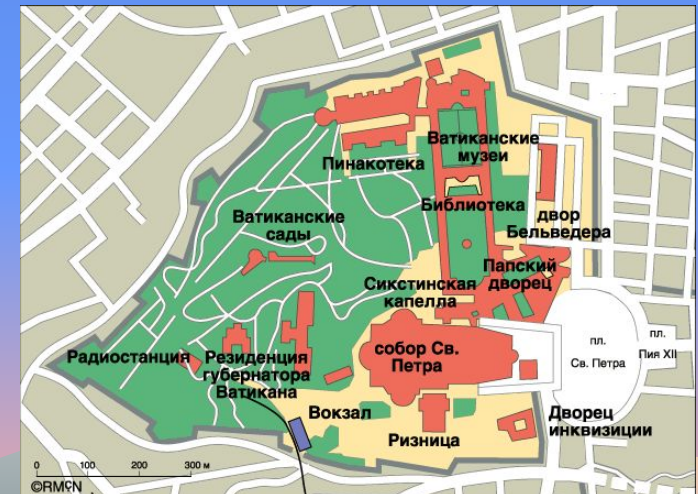 Ватиканские
музеи
Пинакотека
Библиотека
Ватиканские
сады
двор
Бельведера
Папский
дворец
Сикстинская
капелла
пл.
Св. Петра
пл.
Пия XII
собор Св.
Петра
Радиостанция
Резиденция
губернатора
Ватикана
Вокзал
Ризница
Дворец
инквизиции
0 100 200 300 м